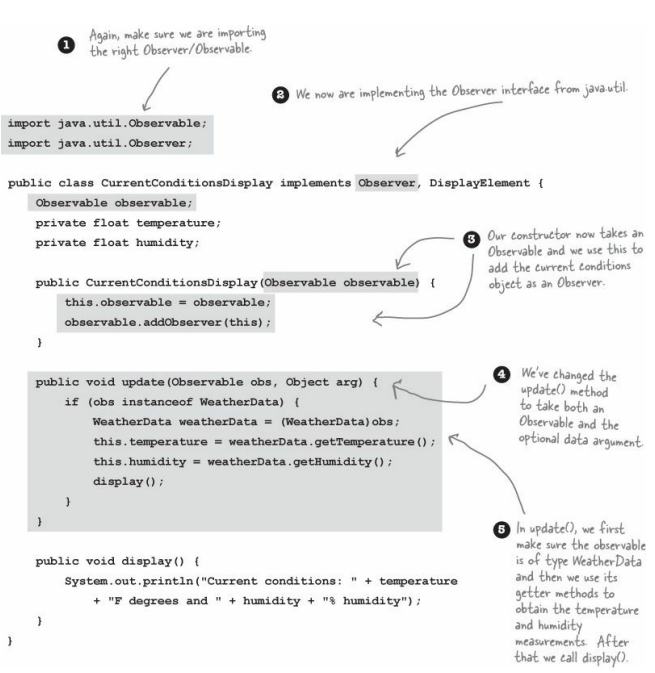 1 Again, make sure we are importing
the right Observer/Observable.
2 We now are implementing the Observer interface from java.util.
import java.util.Observable;
import java.util.Observer;
public class CurrentConditionsDisplay implements Observer, DisplayElement {
Observable observable;
private float temperature;
private float humidity;
3 Our constructor now takes an
Observable and we use this to
add the current conditions
object as an Observer.
public CurrentConditionsDisplay(Observable observable) {
this.observable = observable;
observable.addObserver(this);
}
4 We've changed the
update() method
to take both an
Observable and the
optional data argument.
public void update(Observable obs, Object arg) {
if (obs instanceof WeatherData) {
WeatherData weatherData = (WeatherData)obs;
this.temperature = weatherData.getTemperature();
this.humidity = weatherData.getHumidity();
display();
}
}
5 In update(), we first
make sure the observable
is of type WeatherData
and then we use its
getter methods to
obtain the temperature
and humidity
measurements. After
that we call display().
public void display() {
System.out.println("Current conditions: " + temperature
+ "F degrees and " + humidity + "% humidity");
}
}